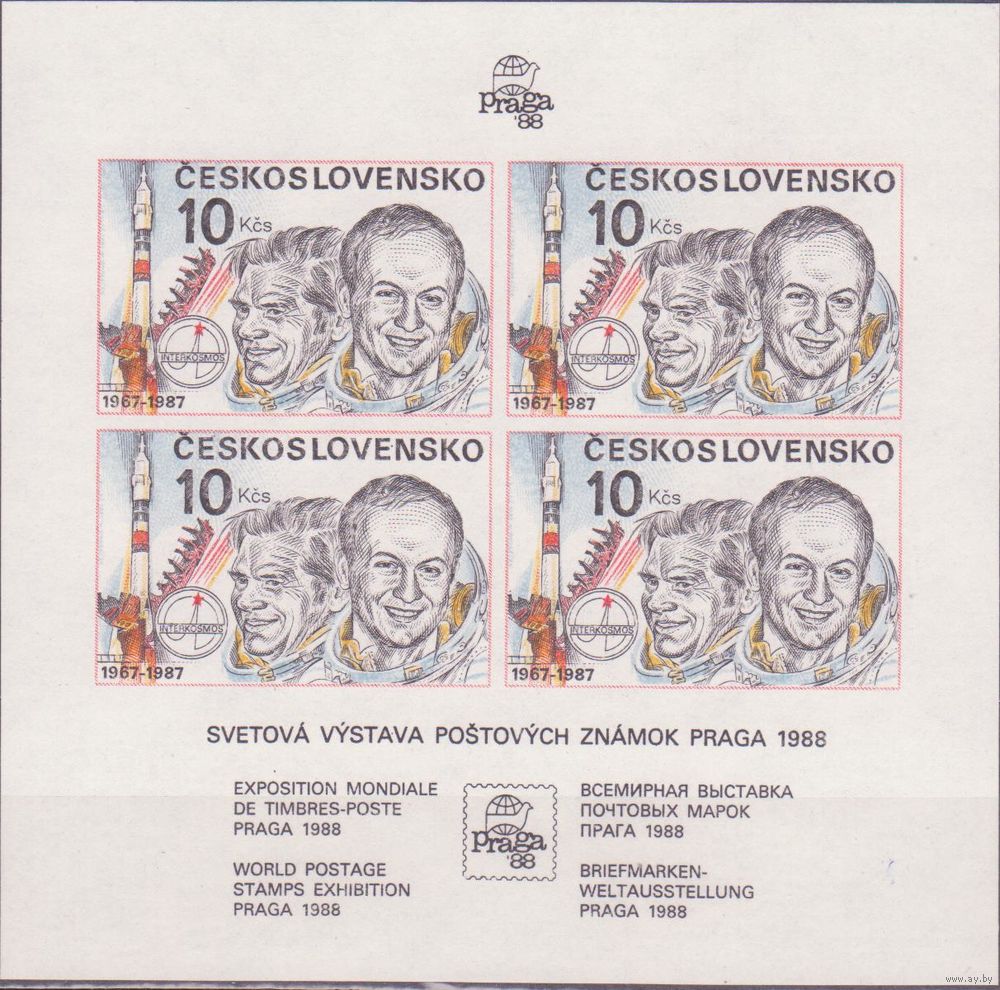 praga
'88
ČESKOSLOVENSKO
10 Kčs
INTERKOSMOS
1967-1987
ČESKOSLOVENSKO
10 Kčs
INTERKOSMOS
1967-1987
ČESKOSLOVENSKO
10 Kčs
INTERKOSMOS
1967-1987
ČESKOSLOVENSKO
10 Kčs
INTERKOSMOS
1967-1987
SVETOVÁ VÝSTAVA POŠTOVÝCH ZNÁMOK PRAGA 1988
EXPOSITION MONDIALE
DE TIMBRES-POSTE
PRAGA 1988
WORLD POSTAGE
STAMPS EXHIBITION
PRAGA 1988
praga
'88
ВСЕМИРНАЯ ВЫСТАВКА
ПОЧТОВЫХ МАРОК
ПРАГА 1988
BRIEFMARKEN-
WELTAUSSTELLUNG
PRAGA 1988
www.ay.by